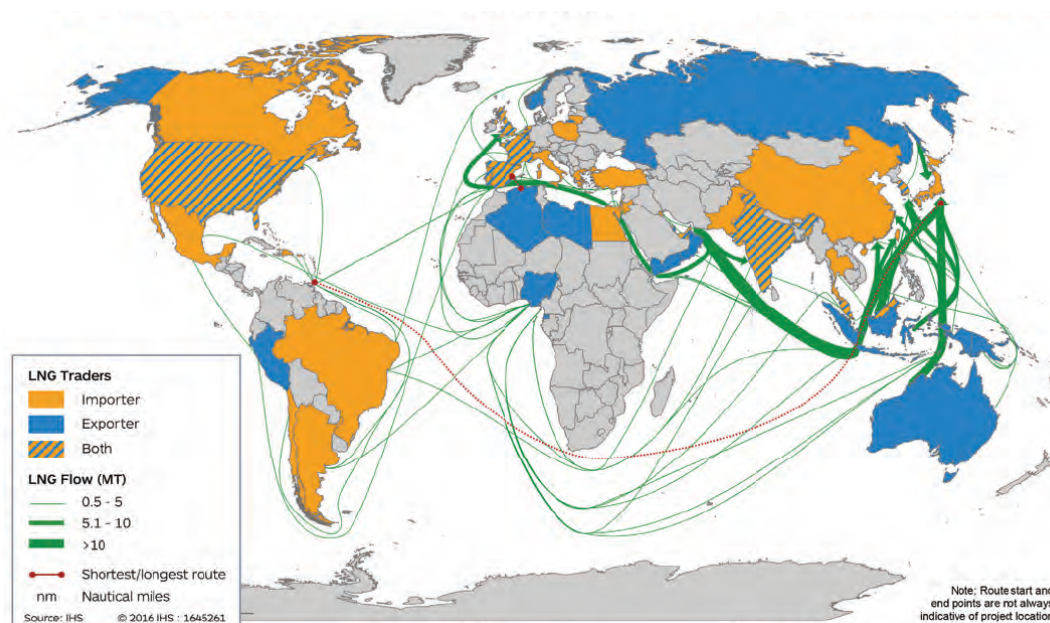 LNG Traders
Importer
Exporter
Both
LNG Flow (MT)
0.5 - 5
5.1 - 10
>10
Shortest/longest route
nm Nautical miles
Source: IHS © 2016 IHS : 1645261
Note: Route start and
end points are not always
indicative of project location